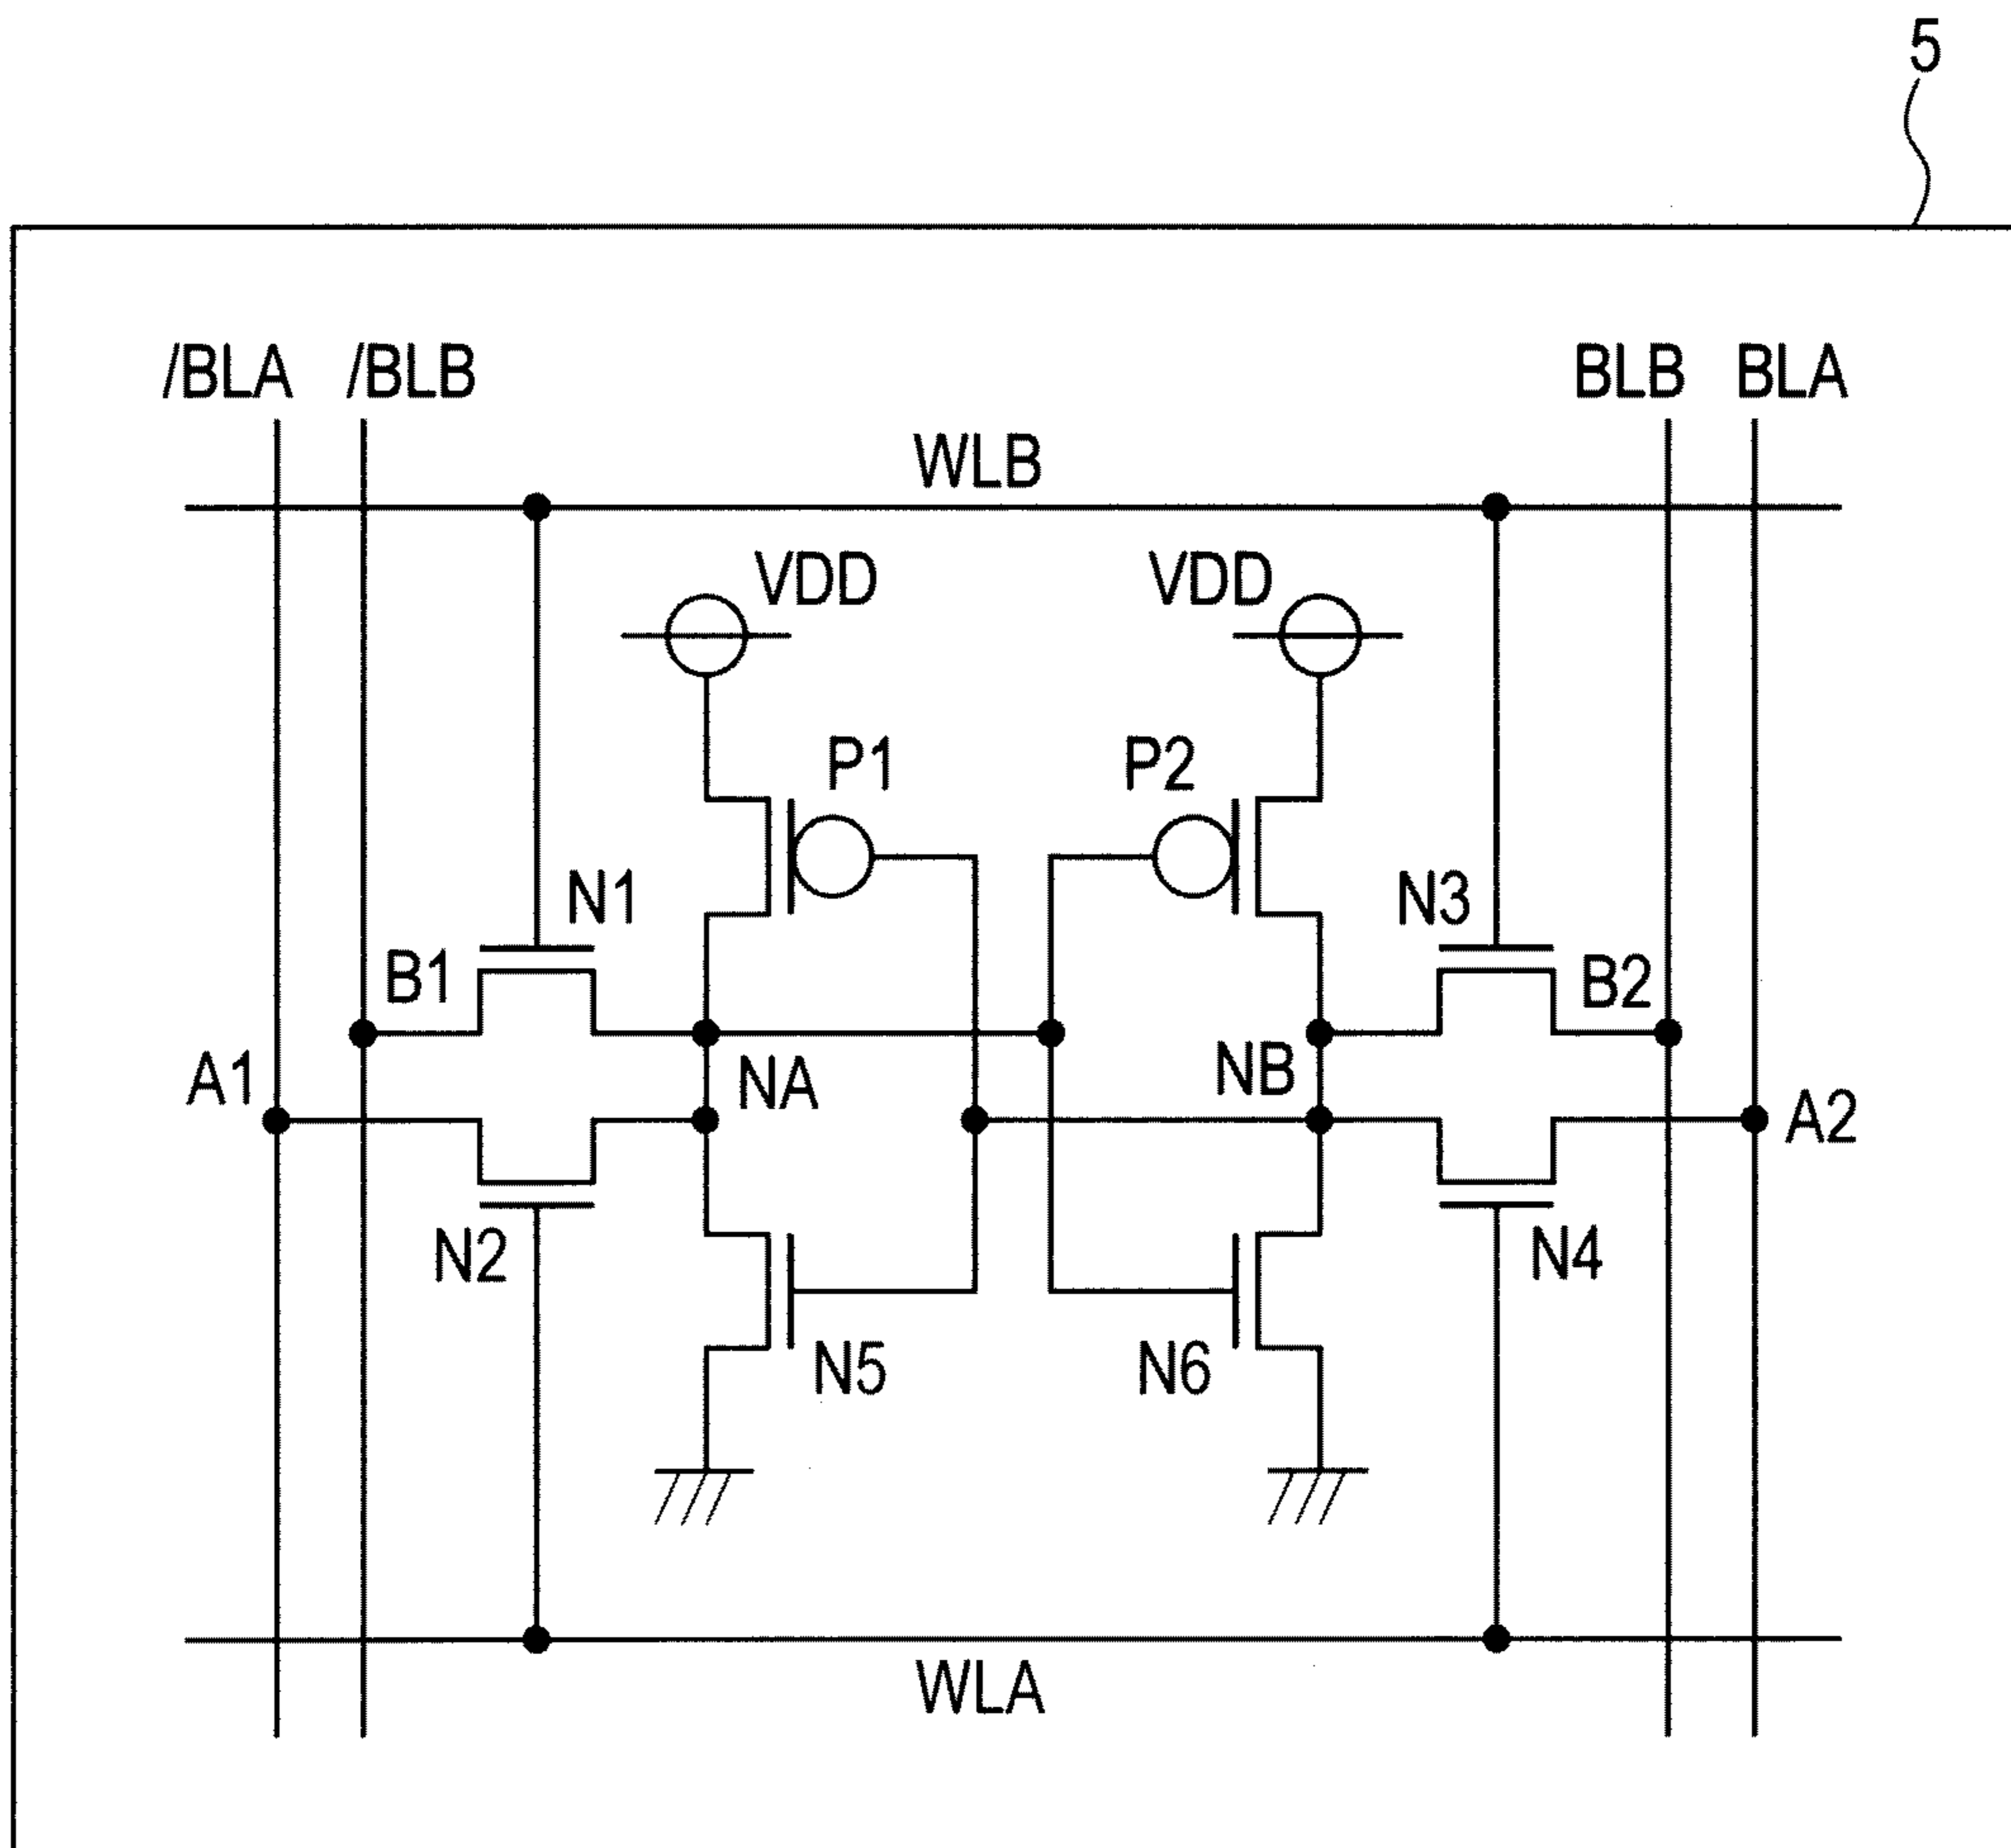 5
/BLA /BLB BLB BLA
WLB
VDD VDD
P1 P2
N1 N3
B1 B2
A1 NA NB A2
N2 N4
N5 N6
WLA